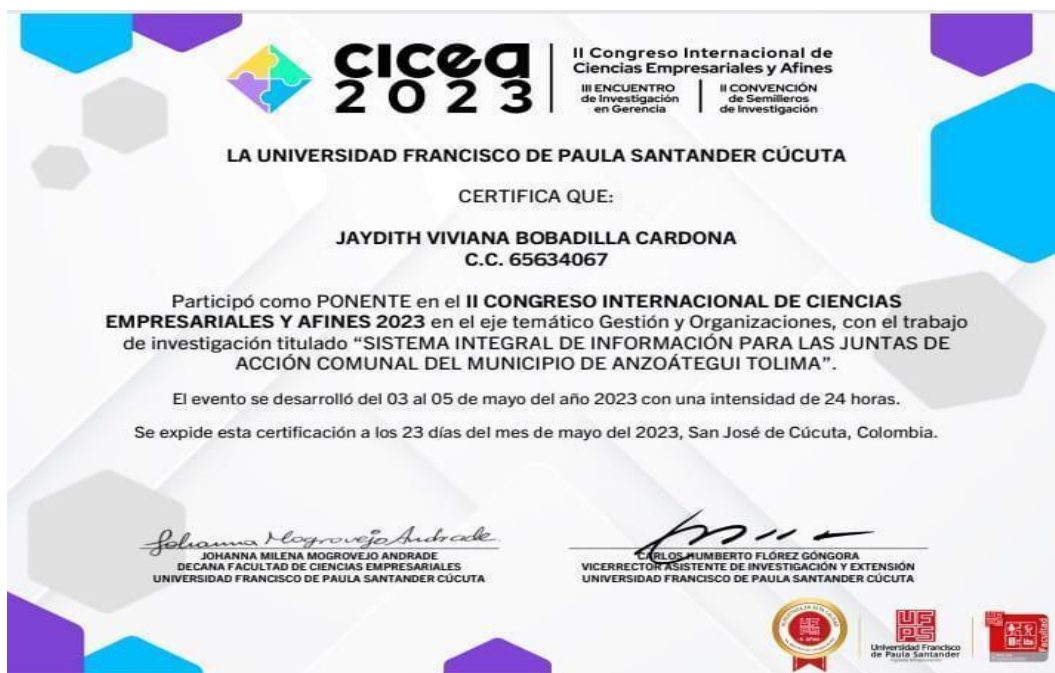 cicea
2023
II Congreso Internacional de
Ciencias Empresariales y Afines
III ENCUENTRO
de Investigación
en Gerencia
II CONVENCIÓN
de Semilleros
de Investigación
LA UNIVERSIDAD FRANCISCO DE PAULA SANTANDER CÚCUTA
CERTIFICA QUE:
JAYDITH VIVIANA BOBADILLA CARDONA
C.C. 65634067
Participó como PONENTE en el II CONGRESO INTERNACIONAL DE CIENCIAS
EMPRESARIALES Y AFINES 2023 en el eje temático Gestión y Organizaciones, con el trabajo
de investigación titulado “SISTEMA INTEGRAL DE INFORMACIÓN PARA LAS JUNTAS DE
ACCIÓN COMUNAL DEL MUNICIPIO DE ANZOÁTEGUI TOLIMA”.
El evento se desarrolló del 03 al 05 de mayo del año 2023 con una intensidad de 24 horas.
Se expide esta certificación a los 23 días del mes de mayo del 2023, San José de Cúcuta, Colombia.
Johanna Mogrovejo Andrade
JOHANNA MILENA MOGROVEJO ANDRADE
DECANA FACULTAD DE CIENCIAS EMPRESARIALES
UNIVERSIDAD FRANCISCO DE PAULA SANTANDER CÚCUTA
CARLOS HUMBERTO FLÓREZ GÓNGORA
VICERRECTOR ASISTENTE DE INVESTIGACIÓN Y EXTENSIÓN
UNIVERSIDAD FRANCISCO DE PAULA SANTANDER CÚCUTA
UFPS
Universidad Francisco
de Paula Santander
Facultad